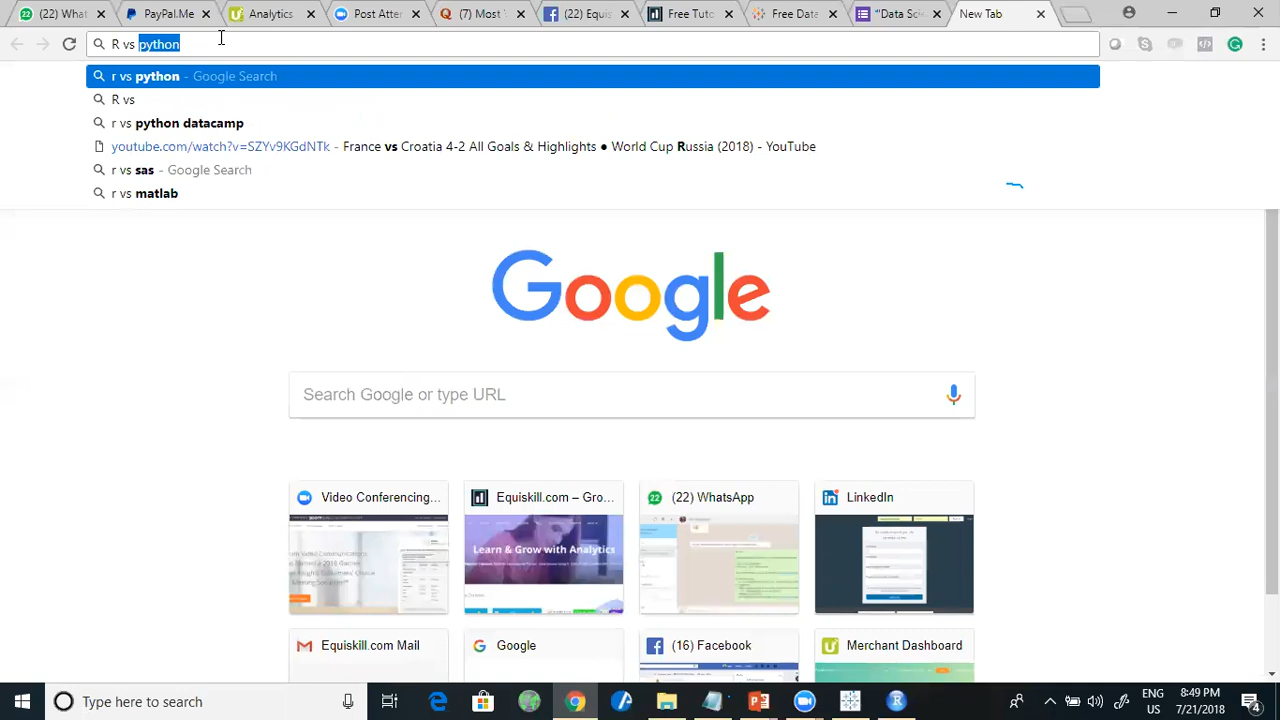 (22) What
PayPalMe
Analytics
Post Atten
(7) Most
(22) Equis
Free Tuto
Free Data
"Data Sci
New Tab
R vs python
r vs python - Google Search
R vs
r vs python datacamp
youtube.com/watch?v=SZYv9KGdNTk - France vs Croatia 4-2 All Goals & Highlights ● World Cup Russia (2018) - YouTube
r vs sas - Google Search
r vs matlab
Google
Search Google or type URL
Video Conferencing...
Equiskill.com – Gro...
(22) WhatsApp
LinkedIn
Learn & Grow with Analytics
Equiskill.com Mail
Google
(16) Facebook
Merchant Dashboard
Type here to search
ENG
US
8:49 PM
7/21/2018